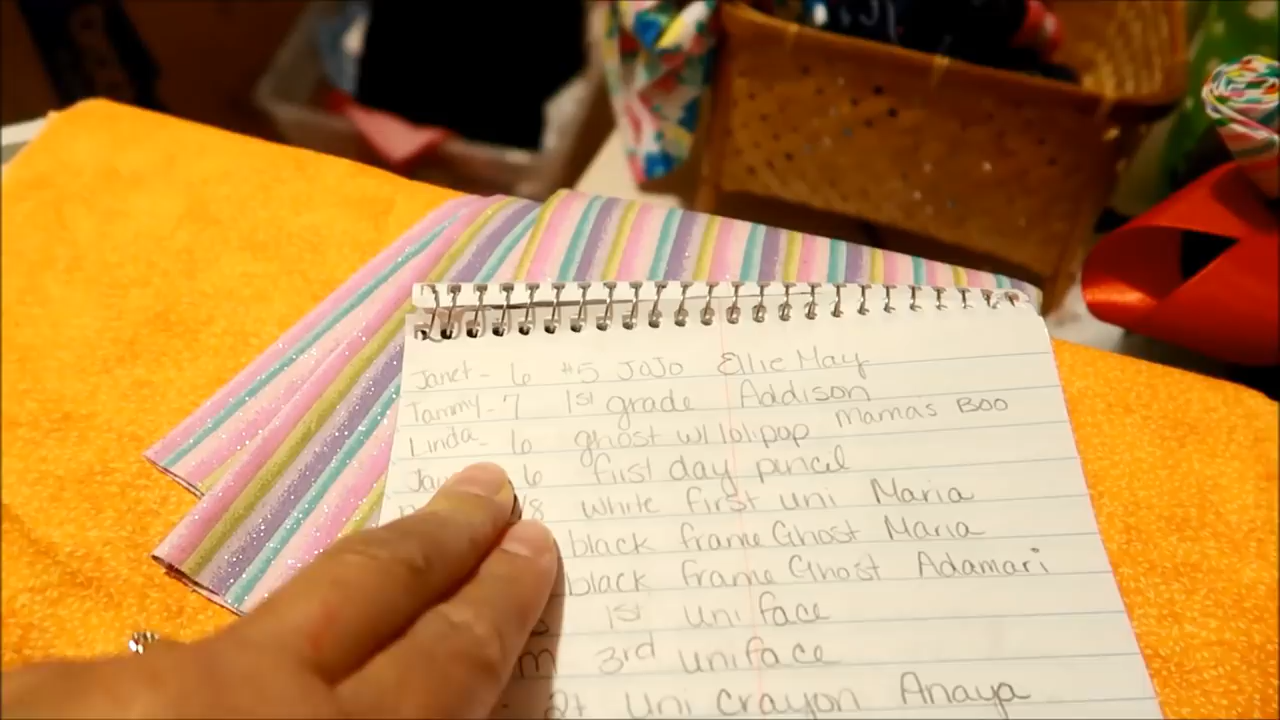 Janet - 6 #5 JoJo Ellie May
Tammy - 7 1st grade Addison
Linda - 6 ghost w/ lolipop Mamas Boo
6 first day pencil
/8 white first uni Maria
black frame Ghost Maria
black frame Ghost Adamari
1st uni face
m 3rd uniface
2t Uni Crayon Anaya